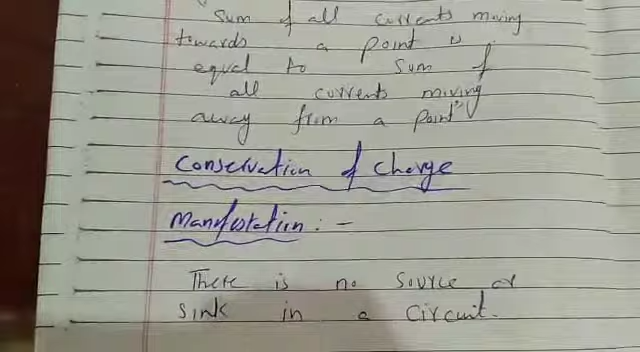 Sum of all currents moving
towards a point is
equal to sum of
all currents moving
away from a point"
Conservation of charge
Manifestation : -
There is no source or
sink in a circuit.